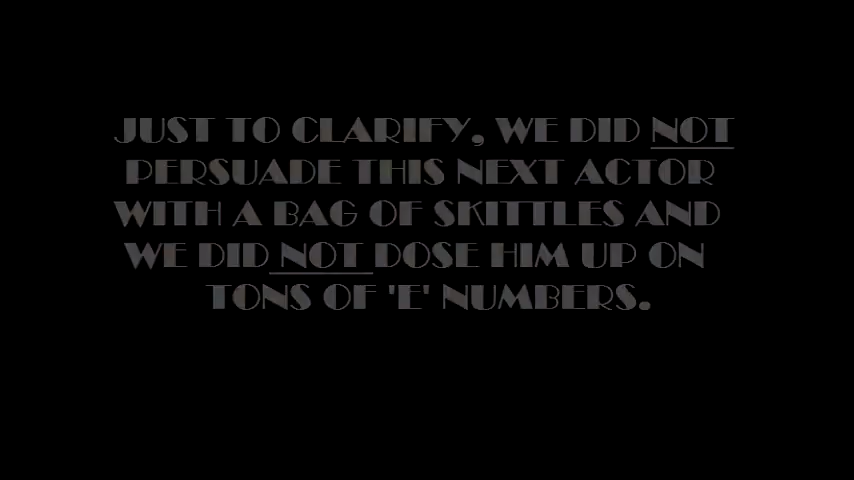 JUST TO CLARIFY, WE DID NOT
PERSUADE THIS NEXT ACTOR
WITH A BAG OF SKITTLES AND
WE DID NOT DOSE HIM UP ON
TONS OF 'E' NUMBERS.